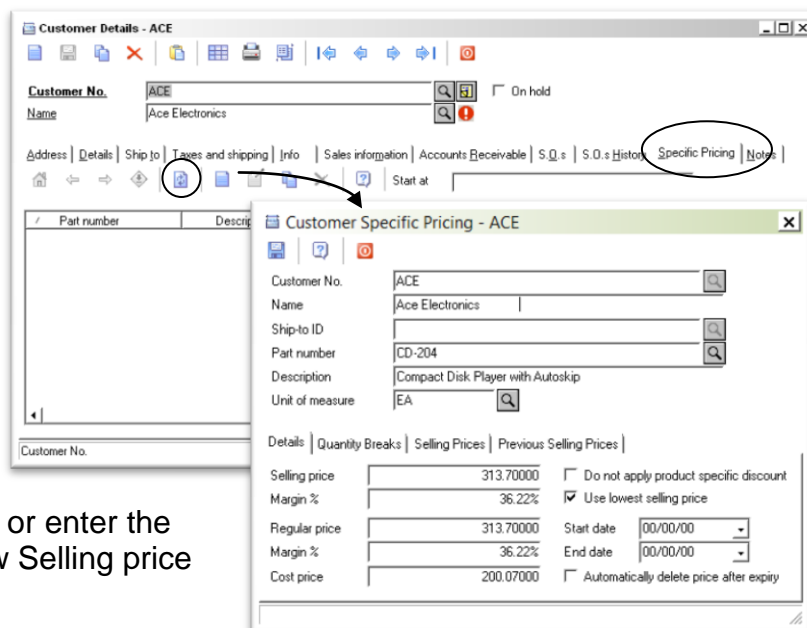 Customer Details - ACE
Customer No. ACE On hold
Name Ace Electronics
Address Details Ship to Taxes and shipping Info Sales information Accounts Receivable S.O.s S.O.s History Specific Pricing Notes
Start at
/ Part number
Customer No.
Customer Specific Pricing - ACE
Customer No. ACE
Name Ace Electronics
Ship-to ID
Part number CD-204
Description Compact Disk Player with Autoskip
Unit of measure EA
Details Quantity Breaks Selling Prices Previous Selling Prices
Selling price 313.70000 Do not apply product specific discount
Margin % 36.22% Use lowest selling price
Regular price 313.70000 Start date 00/00/00
Margin % 36.22% End date 00/00/00
Cost price 200.07000 Automatically delete price after expiry
or enter the
Selling price